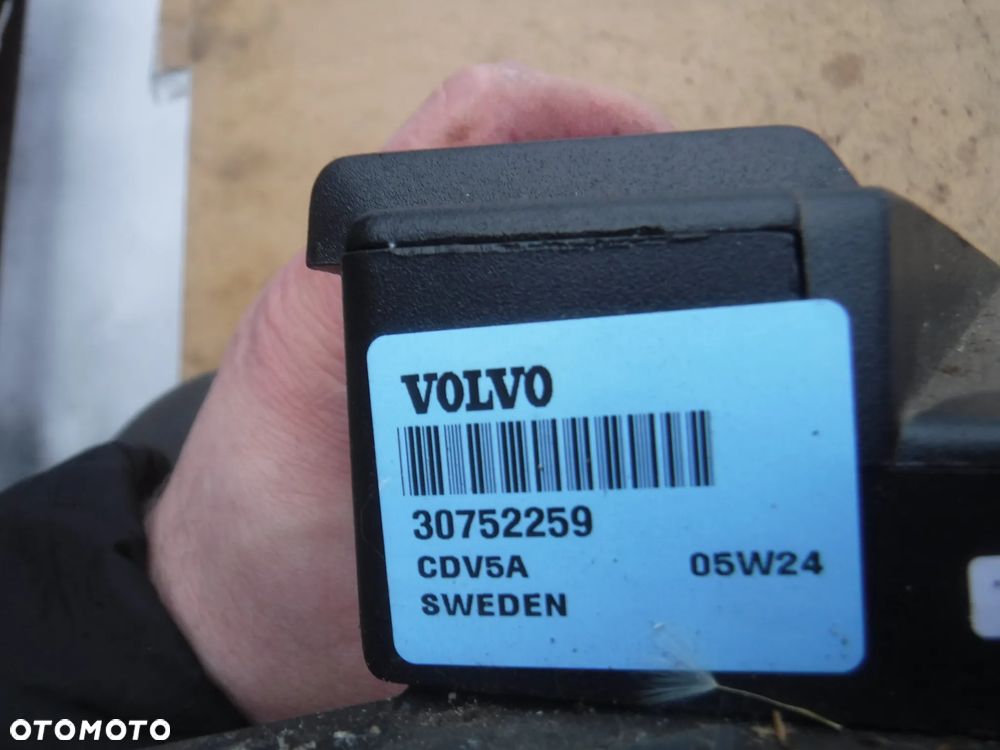 VOLVO
30752259
CDV5A 05W24
SWEDEN
OTOMOTO